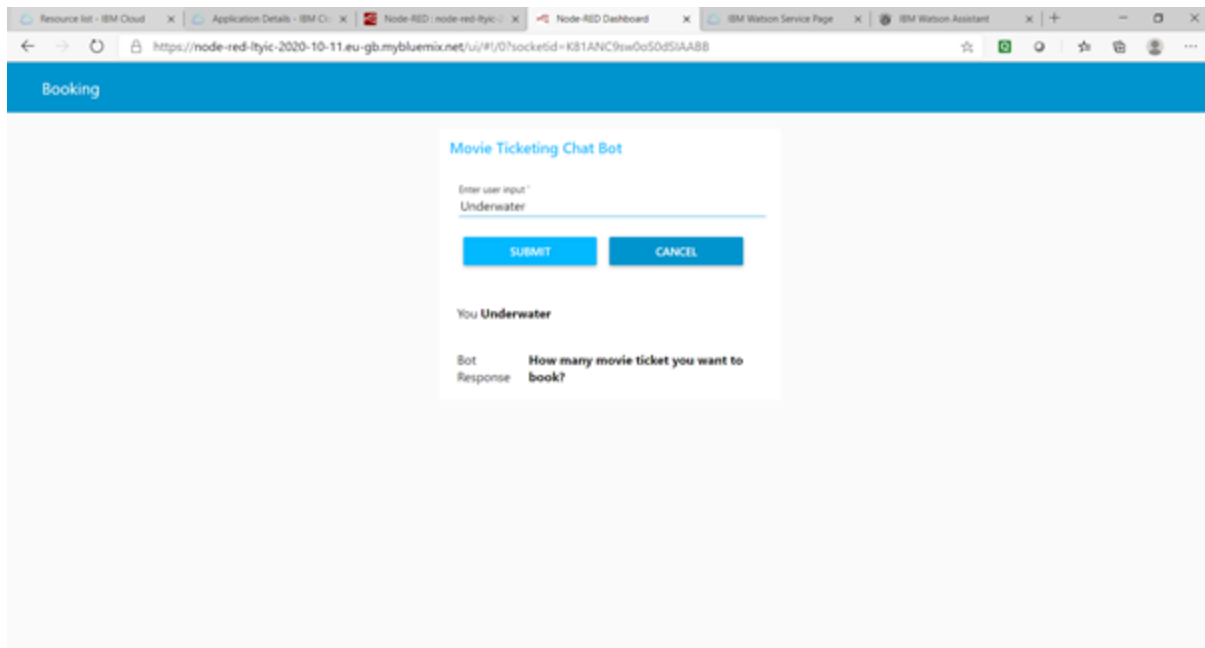 Resource list - IBM Cloud
Application Details - IBM Cl
Node-RED : node-red-ltyic-2
Node-RED Dashboard
IBM Watson Service Page
IBM Watson Assistant
https://node-red-ltyic-2020-10-11.eu-gb.mybluemix.net/ui/#!/0?socketid=
Booking
Movie Ticketing Chat Bot
Enter user input *
Underwater
SUBMIT CANCEL
You Underwater
Bot Response How many movie ticket you want to
book?